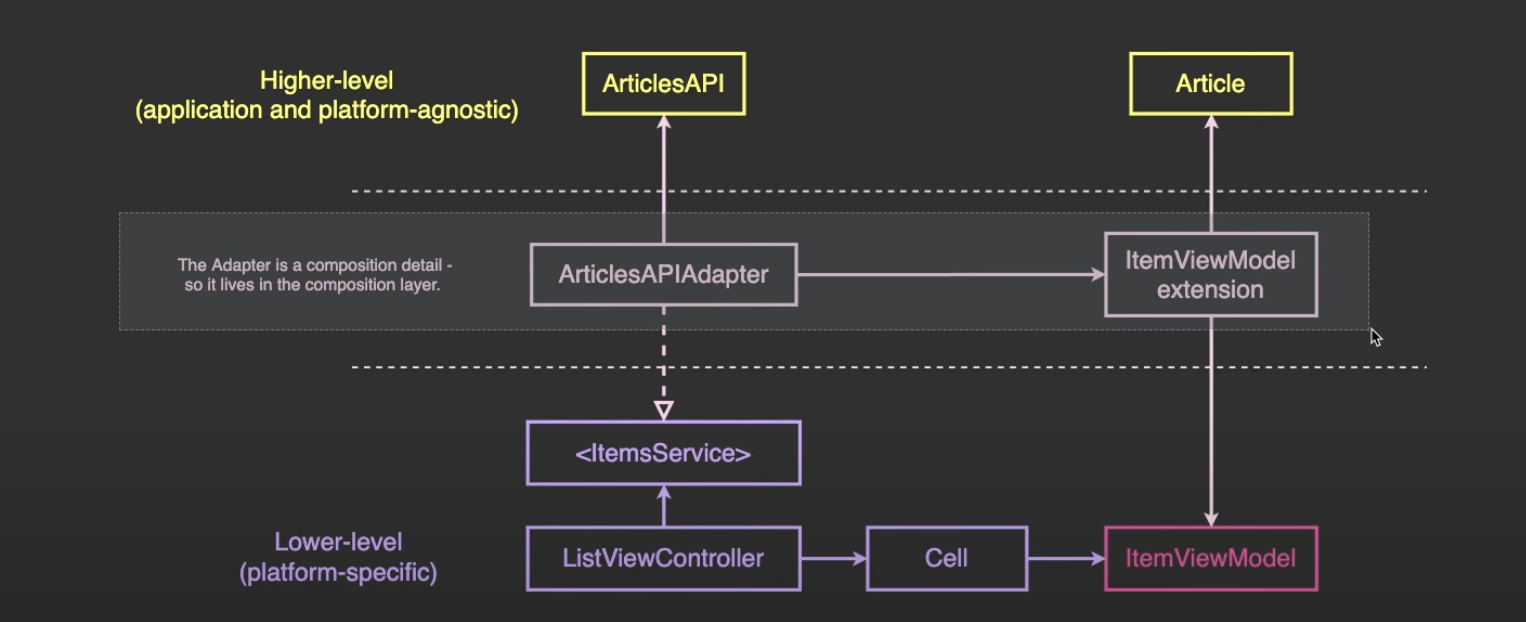 Higher-level
(application and platform-agnostic)
ArticlesAPI
Article
The Adapter is a composition detail -
so it lives in the composition layer.
ArticlesAPIAdapter
ItemViewModel
extension
<ItemsService>
Lower-level
(platform-specific)
ListViewController
Cell
ItemViewModel